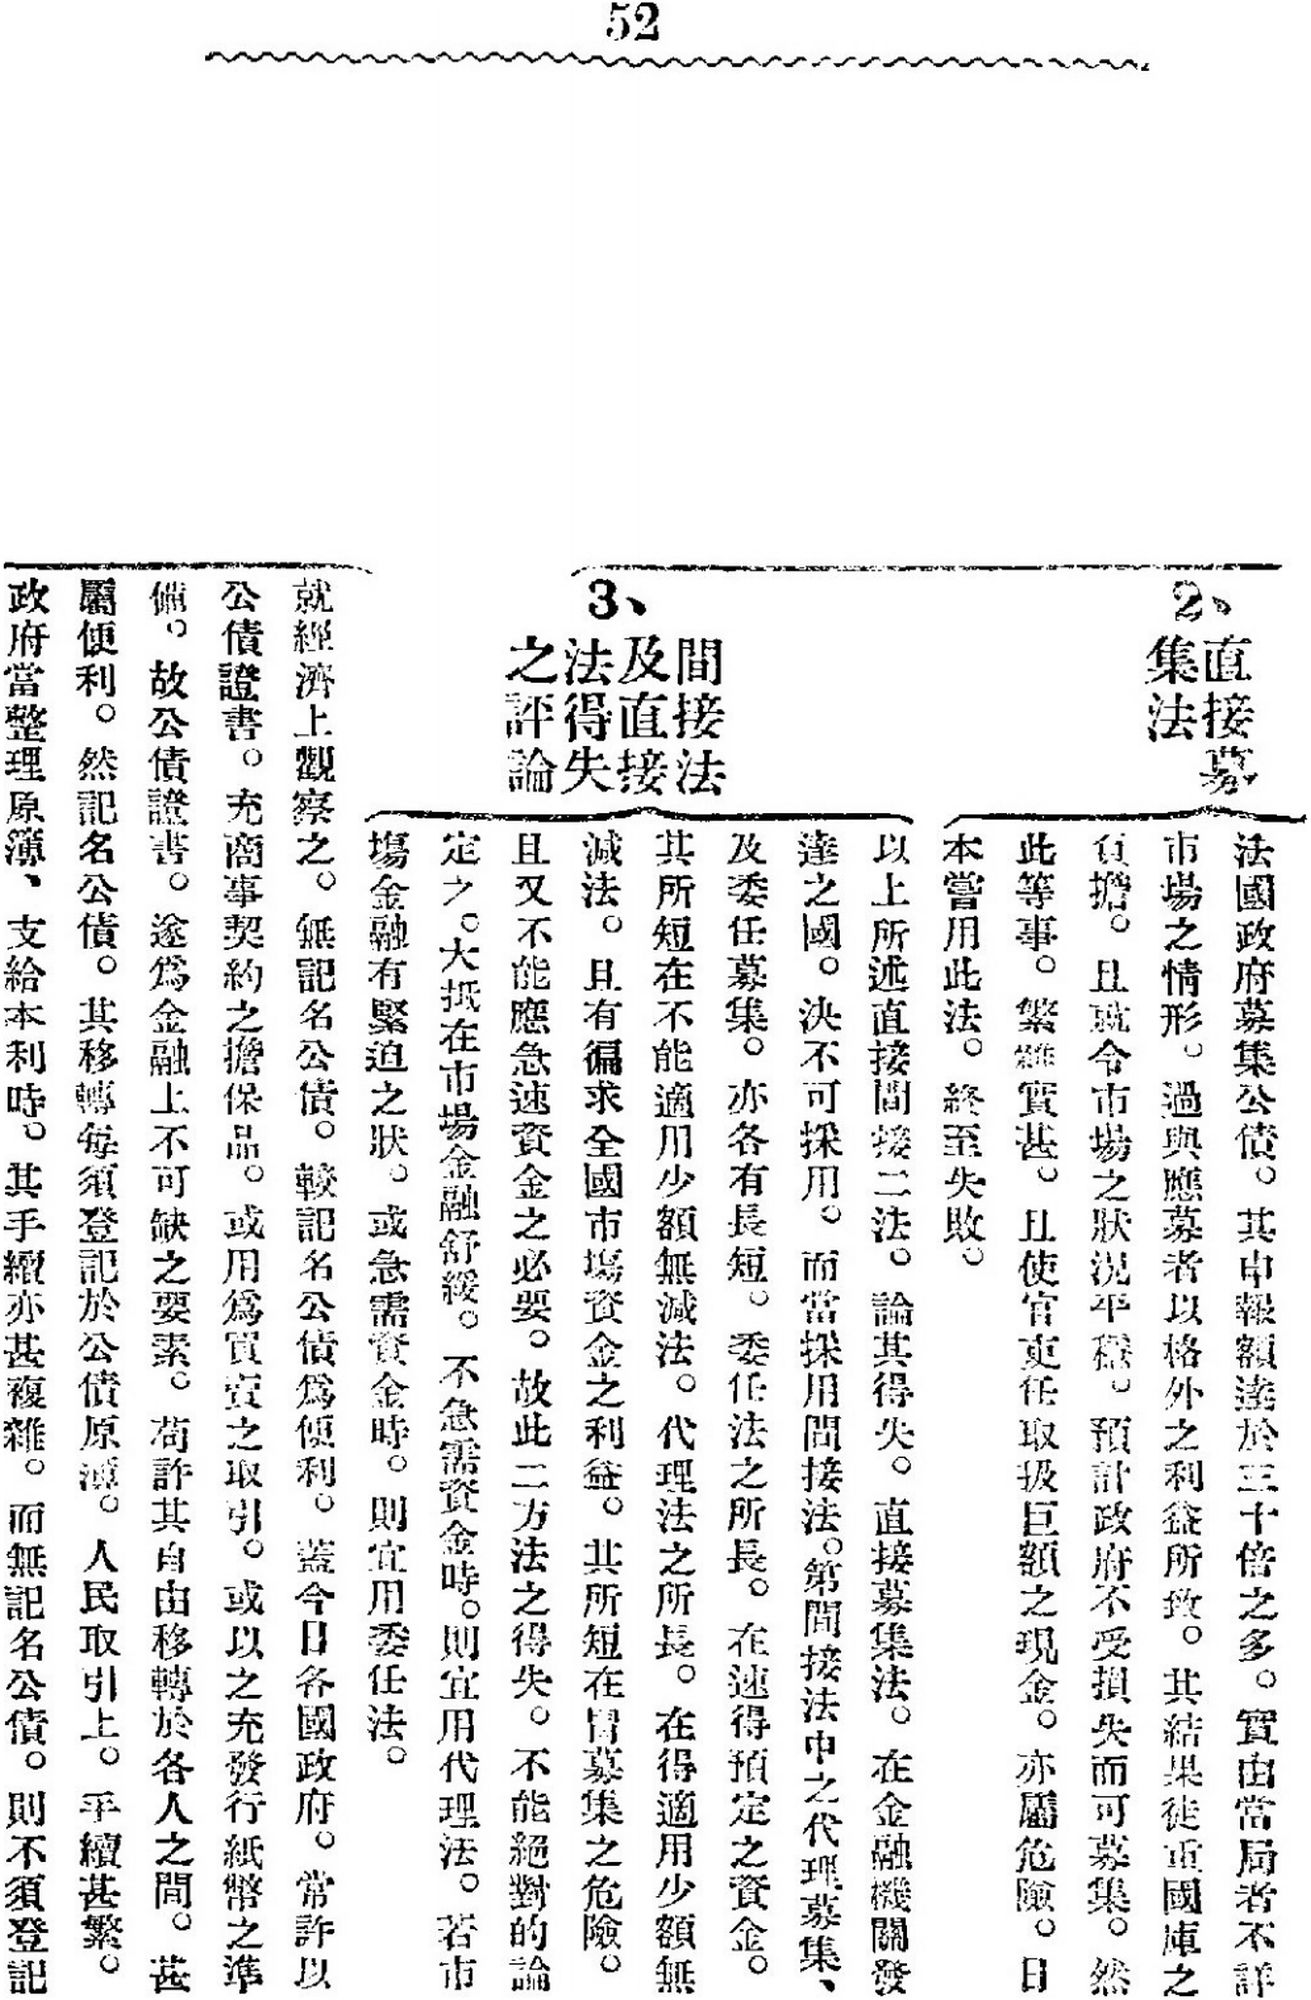 52
2、直接募
集法
法國政府募集公債。其申報額達於三十倍之多。實由當局者不詳
市場之情形。過與應募者以格外之利益所致。其結果徒重國庫之
負擔。且就令市場之狀況平穩。預計政府不受損失而可募集。然
此等事。繁雜實甚。且使官吏任取扱巨額之現金。亦屬危險。日
本嘗用此法。終至失敗。
3、間接法
及直接
法得失
之評論
以上所述直接間接二法。論其得失。直接募集法。在金融機關發
達之國。決不可採用。而當採用間接法。第間接法中之代理募集、
及委任募集。亦各有長短。委任法之所長。在速得預定之資金。
其所短在不能適用少額無減法。代理法之所長。在得適用少額無
減法。且有徧求全國市塲資金之利益。其所短在冒募集之危險。
且又不能應急速資金之必要。故此二方法之得失。不能絕對的論
定之。大抵在市場金融舒緩。不急需資金時。則宜用代理法。若市
塲金融有緊迫之狀。或急需資金時。則宜用委任法。
就經濟上觀察之。無記名公債。較記名公債爲便利。蓋今日各國政府。常許以
公債證書。充商事契約之擔保品。或用爲買賣之取引。或以之充發行紙幣之準
備。故公債證書。遂爲金融上不可缺之要素。茍許其自由移轉於各人之間。甚
屬便利。然記名公債。其移轉每須登記於公債原簿。人民取引上。手續甚繁。
政府當整理原簿、支給本利時。其手續亦甚複雜。而無記名公債。則不須登記